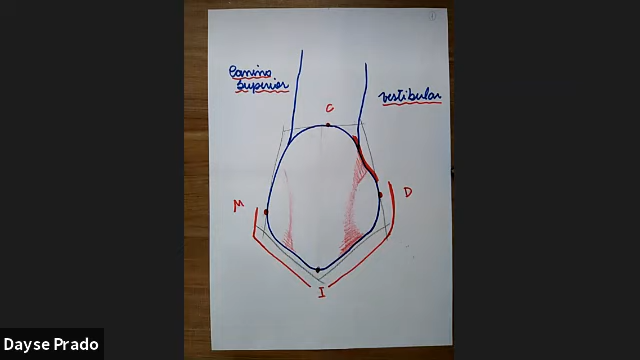 Canino
Superior
vestibular
C
M
D
I
Dayse Prado